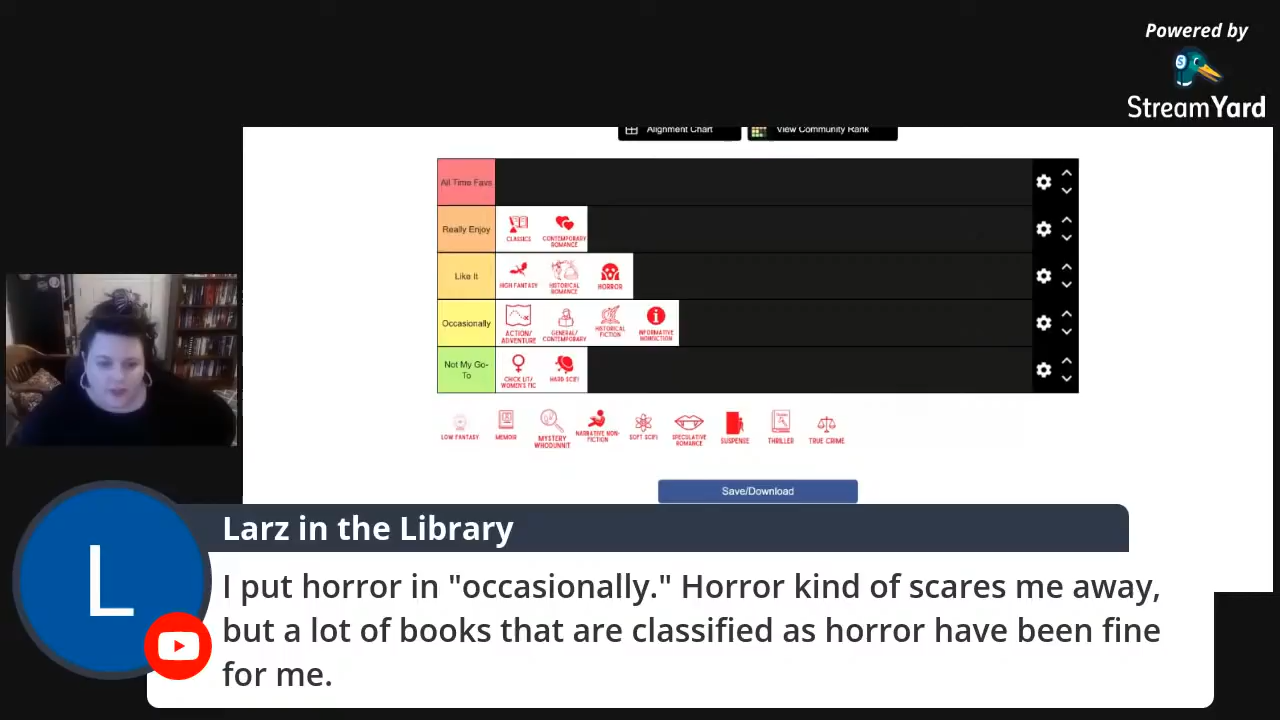 Powered by
StreamYard
Alignment Chart
View Community Rank
All Time Favs
Really Enjoy
CLASSICS
CONTEMPORARY
ROMANCE
Like It
HIGH FANTASY
HISTORICAL
ROMANCE
HORROR
Occasionally
ACTION/
ADVENTURE
GENERAL/
CONTEMPORARY
HISTORICAL
FICTION
INFORMATIVE
NONFICTION
Not My Go-
To
CHICK LIT/
WOMEN'S FIC
HARD SCIFI
LOW FANTASY
MEMOIR
MYSTERY
WHODUNNIT
NARRATIVE NON-
FICTION
SOFT SCIFI
SPECULATIVE
ROMANCE
SUSPENSE
THRILLER
TRUE CRIME
Save/Download
L
Larz in the Library
I put horror in "occasionally." Horror kind of scares me away,
but a lot of books that are classified as horror have been fine
for me.